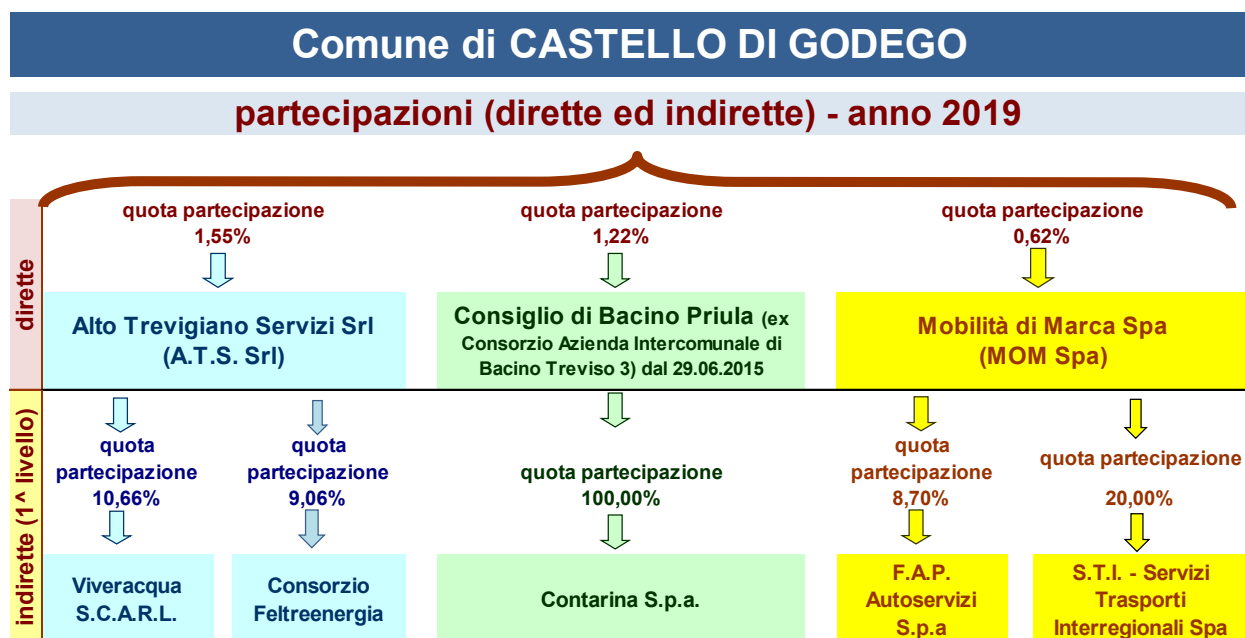 Comune di CASTELLO DI GODEGO
partecipazioni (dirette ed indirette) - anno 2019
dirette
quota partecipazione
1,55%
quota partecipazione
1,22%
quota partecipazione
0,62%
Alto Trevigiano Servizi Srl
(A.T.S. Srl)
Consiglio di Bacino Priula (ex
Consorzio Azienda Intercomunale di
Bacino Treviso 3) dal 29.06.2015
Mobilità di Marca Spa
(MOM Spa)
indirette (1^ livello)
quota
partecipazione
10,66%
quota
partecipazione
9,06%
quota partecipazione
100,00%
quota
partecipazione
8,70%
quota partecipazione
20,00%
Viveracqua
S.C.A.R.L.
Consorzio
Feltreenergia
Contarina S.p.a.
F.A.P.
Autoservizi
S.p.a
S.T.I. - Servizi
Trasporti
Interregionali Spa